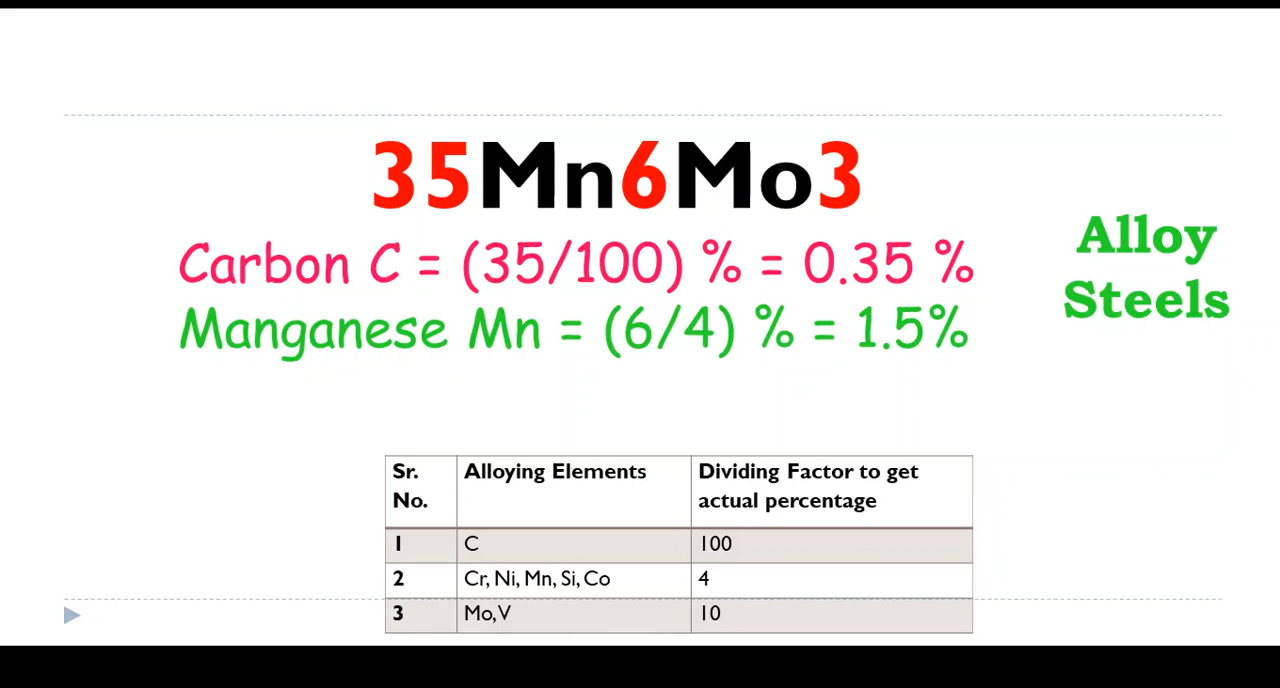 35Mn6Mo3
Carbon C = (35/100) % = 0.35 %
Manganese Mn = (6/4) % = 1.5%
Alloy
Steels
Sr. No. Alloying Elements Dividing Factor to get actual percentage
1 C 100
2 Cr, Ni, Mn, Si, Co 4
3 Mo, V 10